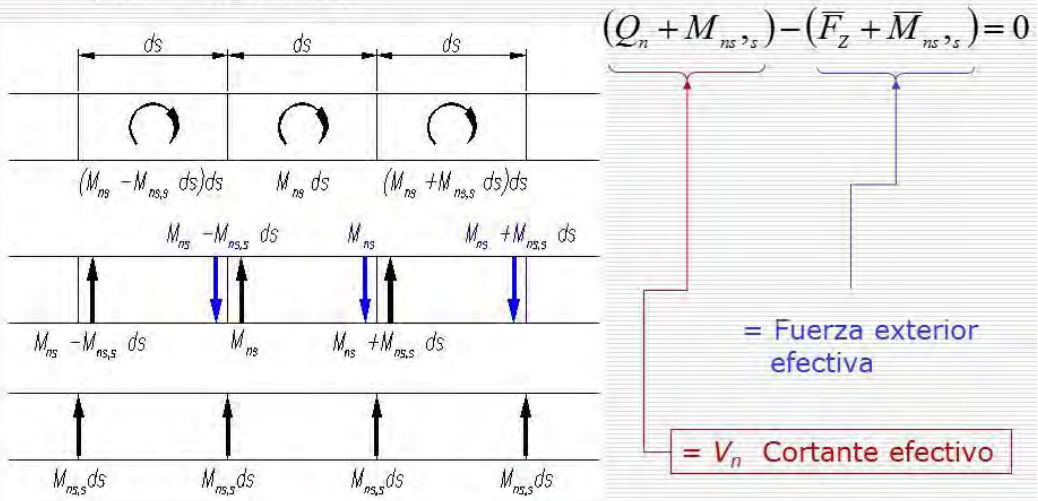 (Q_n + M_ns,_s) − (F̅_Z + M̅_ns,_s) = 0
ds ds ds
(M_ns −M_ns,s ds)ds M_ns ds (M_ns +M_ns,s ds)ds
M_ns −M_ns,s ds M_ns M_ns +M_ns,s ds
M_ns −M_ns,s ds M_ns M_ns +M_ns,s ds
M_ns,s ds M_ns,s ds M_ns,s ds M_ns,s ds
= Fuerza exterior
efectiva
= V_n Cortante efectivo